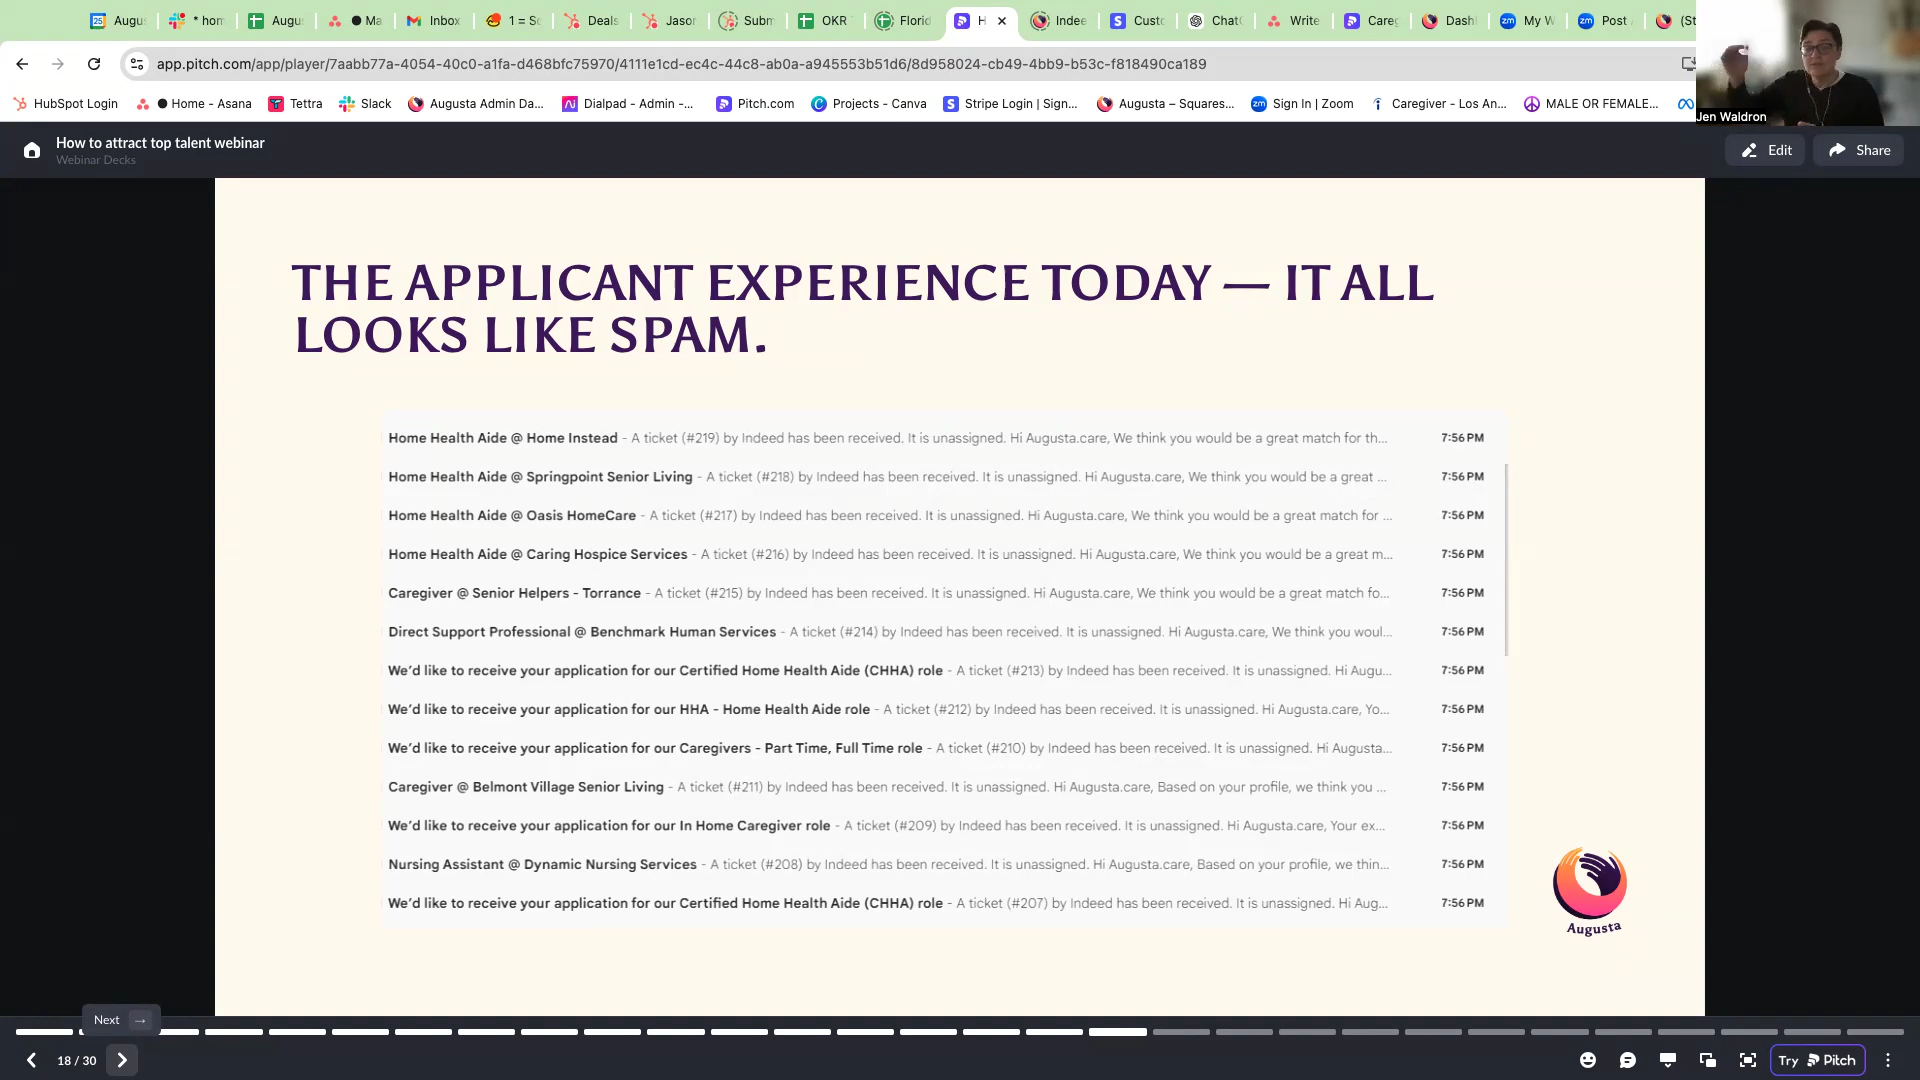 Augus
* hom
Augus
Ma
Inbox
1 = Sc
Deals
Jasor
Subm
OKR
Florid
H
Indee
Custc
ChatG
Write
Careg
Dash
My W
Post
(St
app.pitch.com/app/player/7aabb77a-4054-40c0-a1fa-d468bfc75970/4111e1cd-ec4c-44c8-ab0a-a945553b51d6/8d958024-cb49-4bb9-b53c-f818490ca189
HubSpot Login
Home - Asana
Tettra
Slack
Augusta Admin Da...
Dialpad - Admin -...
Pitch.com
Projects - Canva
Stripe Login | Sign...
Augusta – Squares...
Sign In | Zoom
Caregiver - Los An...
MALE OR FEMALE...
Jen Waldron
How to attract top talent webinar
Webinar Decks
Edit
Share
THE APPLICANT EXPERIENCE TODAY — IT ALL
LOOKS LIKE SPAM.
Home Health Aide @ Home Instead - A ticket (#219) by Indeed has been received. It is unassigned. Hi Augusta.care, We think you would be a great match for th... 7:56 PM
Home Health Aide @ Springpoint Senior Living - A ticket (#218) by Indeed has been received. It is unassigned. Hi Augusta.care, We think you would be a great ... 7:56 PM
Home Health Aide @ Oasis HomeCare - A ticket (#217) by Indeed has been received. It is unassigned. Hi Augusta.care, We think you would be a great match for ... 7:56 PM
Home Health Aide @ Caring Hospice Services - A ticket (#216) by Indeed has been received. It is unassigned. Hi Augusta.care, We think you would be a great m... 7:56 PM
Caregiver @ Senior Helpers - Torrance - A ticket (#215) by Indeed has been received. It is unassigned. Hi Augusta.care, We think you would be a great match fo... 7:56 PM
Direct Support Professional @ Benchmark Human Services - A ticket (#214) by Indeed has been received. It is unassigned. Hi Augusta.care, We think you woul... 7:56 PM
We'd like to receive your application for our Certified Home Health Aide (CHHA) role - A ticket (#213) by Indeed has been received. It is unassigned. Hi Augu... 7:56 PM
We'd like to receive your application for our HHA - Home Health Aide role - A ticket (#212) by Indeed has been received. It is unassigned. Hi Augusta.care, Yo... 7:56 PM
We'd like to receive your application for our Caregivers - Part Time, Full Time role - A ticket (#210) by Indeed has been received. It is unassigned. Hi Augusta... 7:56 PM
Caregiver @ Belmont Village Senior Living - A ticket (#211) by Indeed has been received. It is unassigned. Hi Augusta.care, Based on your profile, we think you ... 7:56 PM
We'd like to receive your application for our In Home Caregiver role - A ticket (#209) by Indeed has been received. It is unassigned. Hi Augusta.care, Your ex... 7:56 PM
Nursing Assistant @ Dynamic Nursing Services - A ticket (#208) by Indeed has been received. It is unassigned. Hi Augusta.care, Based on your profile, we thin... 7:56 PM
We'd like to receive your application for our Certified Home Health Aide (CHHA) role - A ticket (#207) by Indeed has been received. It is unassigned. Hi Aug... 7:56 PM
Augusta
Next →
18 / 30
Try Pitch